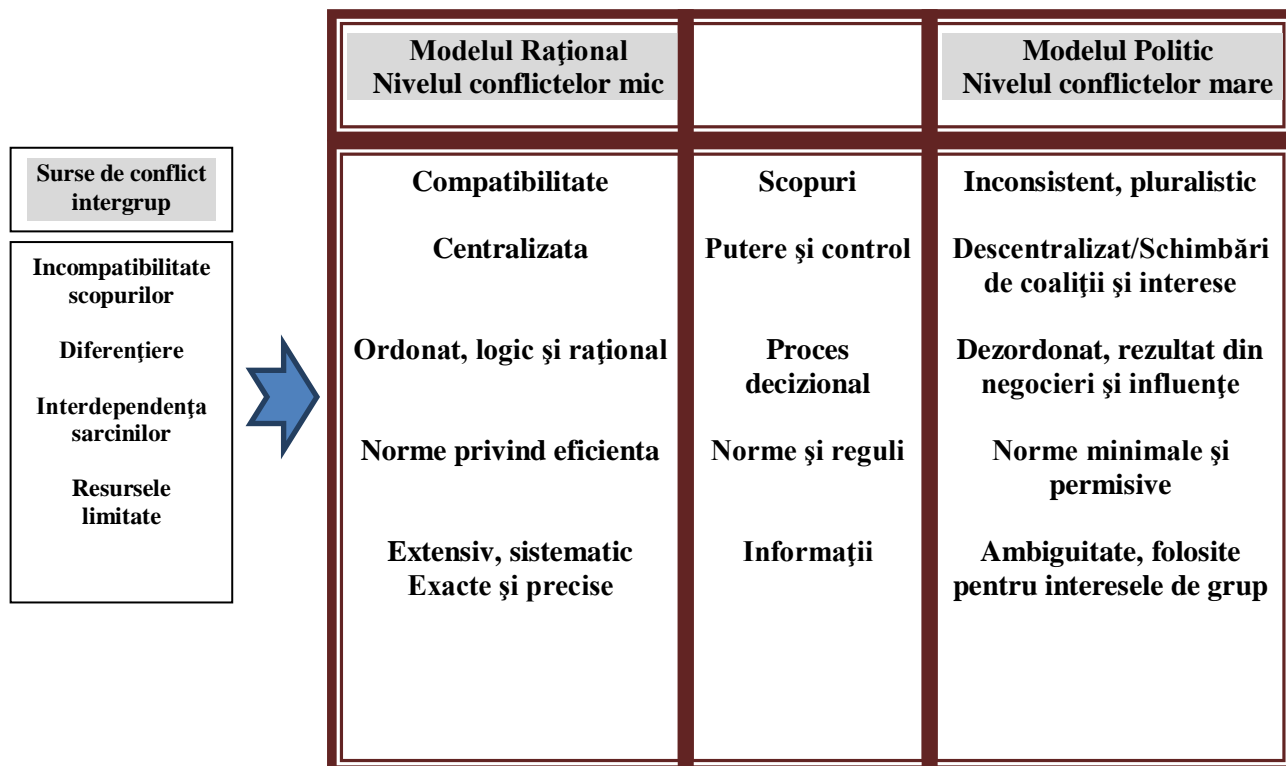 Surse de conflict
intergrup
Incompatibilitate
scopurilor
Diferenţiere
Interdependenţa
sarcinilor
Resursele
limitate
Modelul Raţional
Nivelul conflictelor mic
Modelul Politic
Nivelul conflictelor mare
Compatibilitate
Scopuri
Inconsistent, pluralistic
Centralizata
Putere şi control
Descentralizat/Schimbări
de coaliţii şi interese
Ordonat, logic şi raţional
Proces
decizional
Dezordonat, rezultat din
negocieri şi influenţe
Norme privind eficienta
Norme şi reguli
Norme minimale şi
permisive
Extensiv, sistematic
Exacte şi precise
Informaţii
Ambiguitate, folosite
pentru interesele de grup